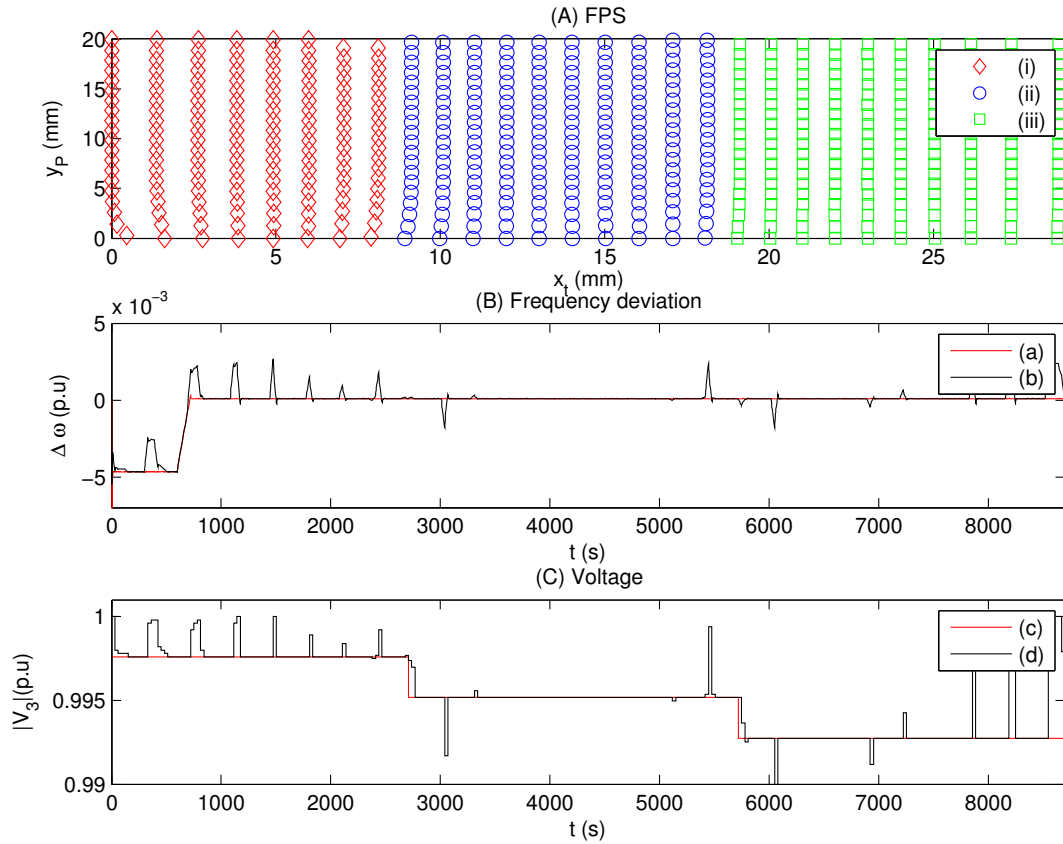 (A) FPS
20
15
10
5
0
y_P (mm)
(i)
(ii)
(iii)
0 5 10 15 20 25
x_t (mm)
(B) Frequency deviation
x 10^−3
5
0
−5
Δ ω (p.u)
(a)
(b)
0 1000 2000 3000 4000 5000 6000 7000 8000
t (s)
(C) Voltage
1
0.995
0.99
|V_3|(p.u)
(c)
(d)
0 1000 2000 3000 4000 5000 6000 7000 8000
t (s)